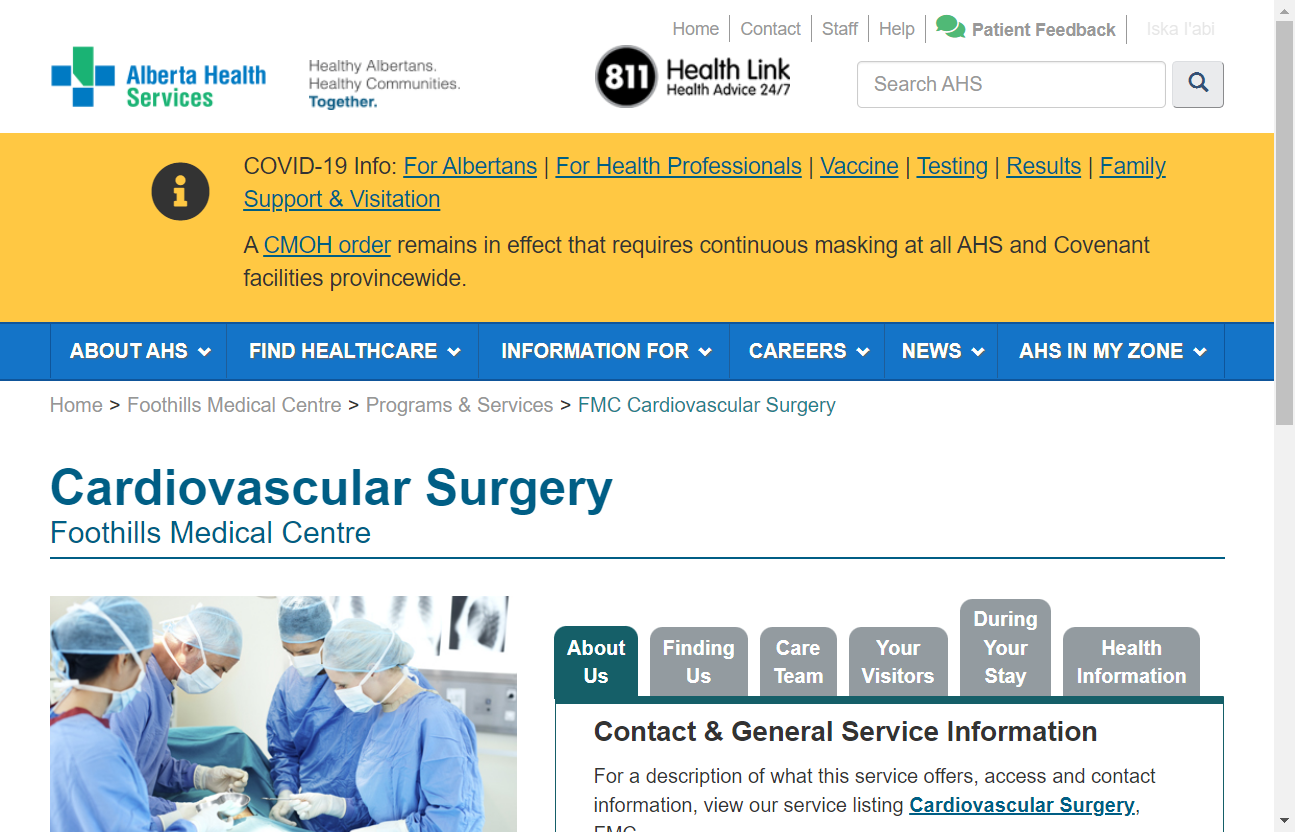 Home
Contact
Staff
Help
Patient Feedback
Iska l'abi
Alberta Health
Services
Healthy Albertans.
Healthy Communities.
Together.
811
Health Link
Health Advice 24/7
Search AHS
COVID-19 Info: For Albertans | For Health Professionals | Vaccine | Testing | Results | Family
Support & Visitation
A CMOH order remains in effect that requires continuous masking at all AHS and Covenant
facilities provincewide.
ABOUT AHS
FIND HEALTHCARE
INFORMATION FOR
CAREERS
NEWS
AHS IN MY ZONE
Home > Foothills Medical Centre > Programs & Services > FMC Cardiovascular Surgery
Cardiovascular Surgery
Foothills Medical Centre
About
Us
Finding
Us
Care
Team
Your
Visitors
During
Your
Stay
Health
Information
Contact & General Service Information
For a description of what this service offers, access and contact
information, view our service listing Cardiovascular Surgery,
FMC